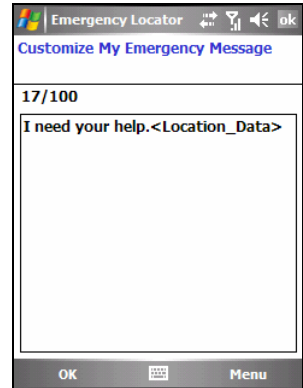 Emergency Locator ok
Customize My Emergency Message
17/100
I need your help.<Location_Data>
OK Menu